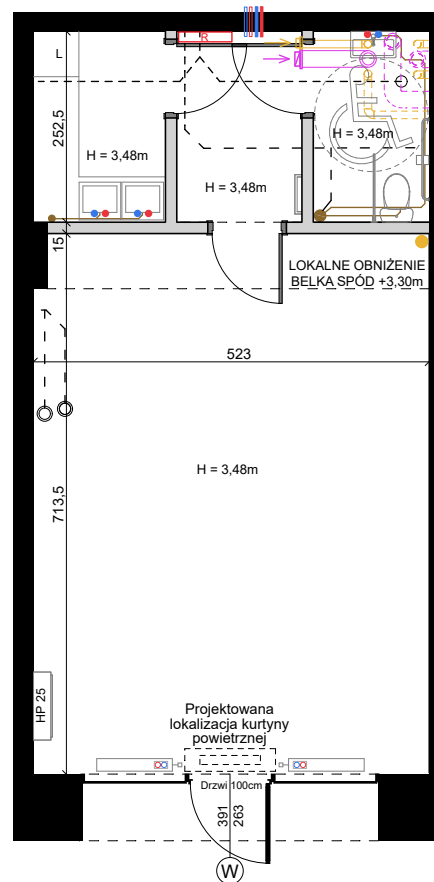 R
L
252,5
H = 3,48m
H = 3,48m
H = 3,48m
15
LOKALNE OBNIŻENIE
BELKA SPÓD +3,30m
523
H = 3,48m
713,5
HP 25
Projektowana
lokalizacja kurtyny
powietrznej
Drzwi 100cm
391
263
W